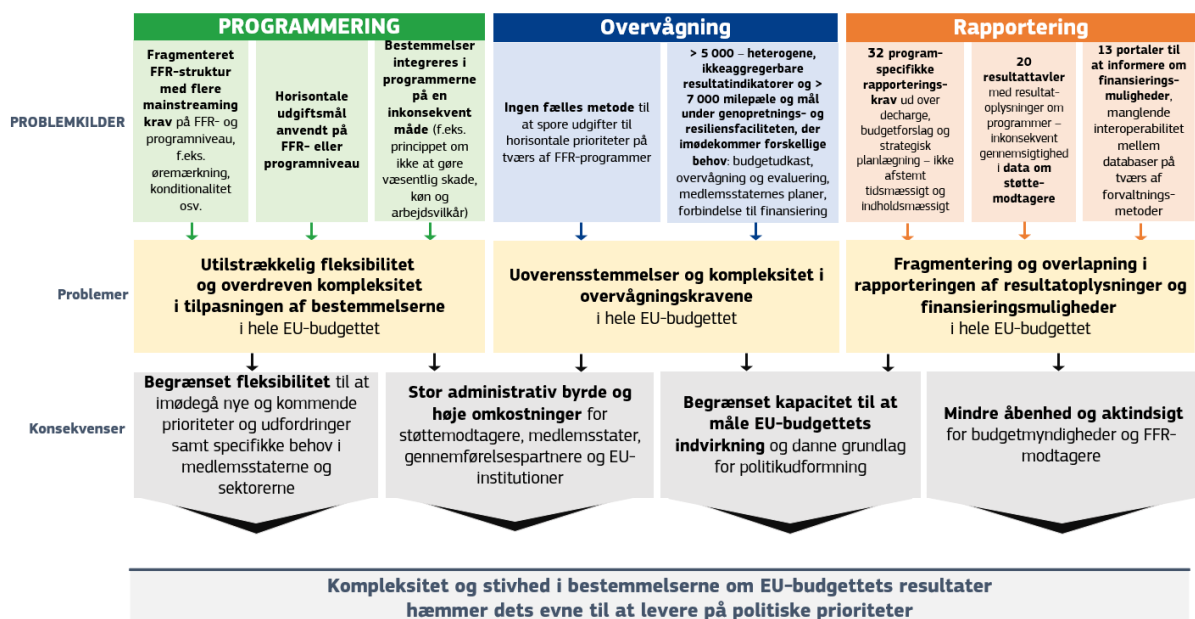 PROGRAMMERING
Overvågning
Rapportering
PROBLEMKILDER
Fragmenteret
FFR-struktur
med flere
mainstreaming
krav på FFR- og
programniveau,
f.eks.
øremærkning,
konditionalitet
osv.
Horisontale
udgiftsmål
anvendt på
FFR- eller
programniveau
Bestemmelser
integreres i
programmerne
på en
inkonsekvent
måde (f.eks.
princippet om
ikke at gøre
væsentlig skade,
køn og
arbejdsvilkår)
Ingen fælles metode til
at spore udgifter til
horisontale prioriteter på
tværs af FFR-programmer
> 5 000 – heterogene,
ikkeaggregerbare
resultatindikatorer og >
7 000 milepæle og mål
under genopretnings- og
resiliensfaciliteten, der
imødekommer forskellige
behov: budgetudkast,
overvågning og evaluering,
medlemsstaternes planer,
forbindelse til finansiering
32 program-
specifikke
rapporterings-
krav ud over
decharge,
budgetforslag og
strategisk
planlægning – ikke
afstemt
tidsmæssigt og
indholdsmæssigt
20
resultattavler
med resultat-
oplysninger om
programmer –
inkonsekvent
gennemsigtighed
i data om
støtte-
modtagere
13 portaler til
at informere om
finansierings-
muligheder,
manglende
interoperabilitet
mellem
databaser på
tværs af
forvaltnings-
metoder
Problemer
Utilstrækkelig fleksibilitet
og overdreven kompleksitet
i tilpasningen af bestemmelserne
i hele EU-budgettet
Uoverensstemmelser og kompleksitet i
overvågningskravene
i hele EU-budgettet
Fragmentering og overlapning i
rapporteringen af resultatoplysninger og
finansieringsmuligheder
i hele EU-budgettet
Konsekvenser
Begrænset fleksibilitet til at
imødegå nye og kommende
prioriteter og udfordringer
samt specifikke behov i
medlemsstaterne og
sektorerne
Stor administrativ byrde og
høje omkostninger for
støttemodtagere, medlemsstater,
gennemførelsespartnere og EU-
institutioner
Begrænset kapacitet til at
måle EU-budgettets
indvirkning og danne grundlag
for politikudformning
Mindre åbenhed og aktindsigt
for budgetmyndigheder og FFR-
modtagere
Kompleksitet og stivhed i bestemmelserne om EU-budgettets resultater
hæmmer dets evne til at levere på politiske prioriteter